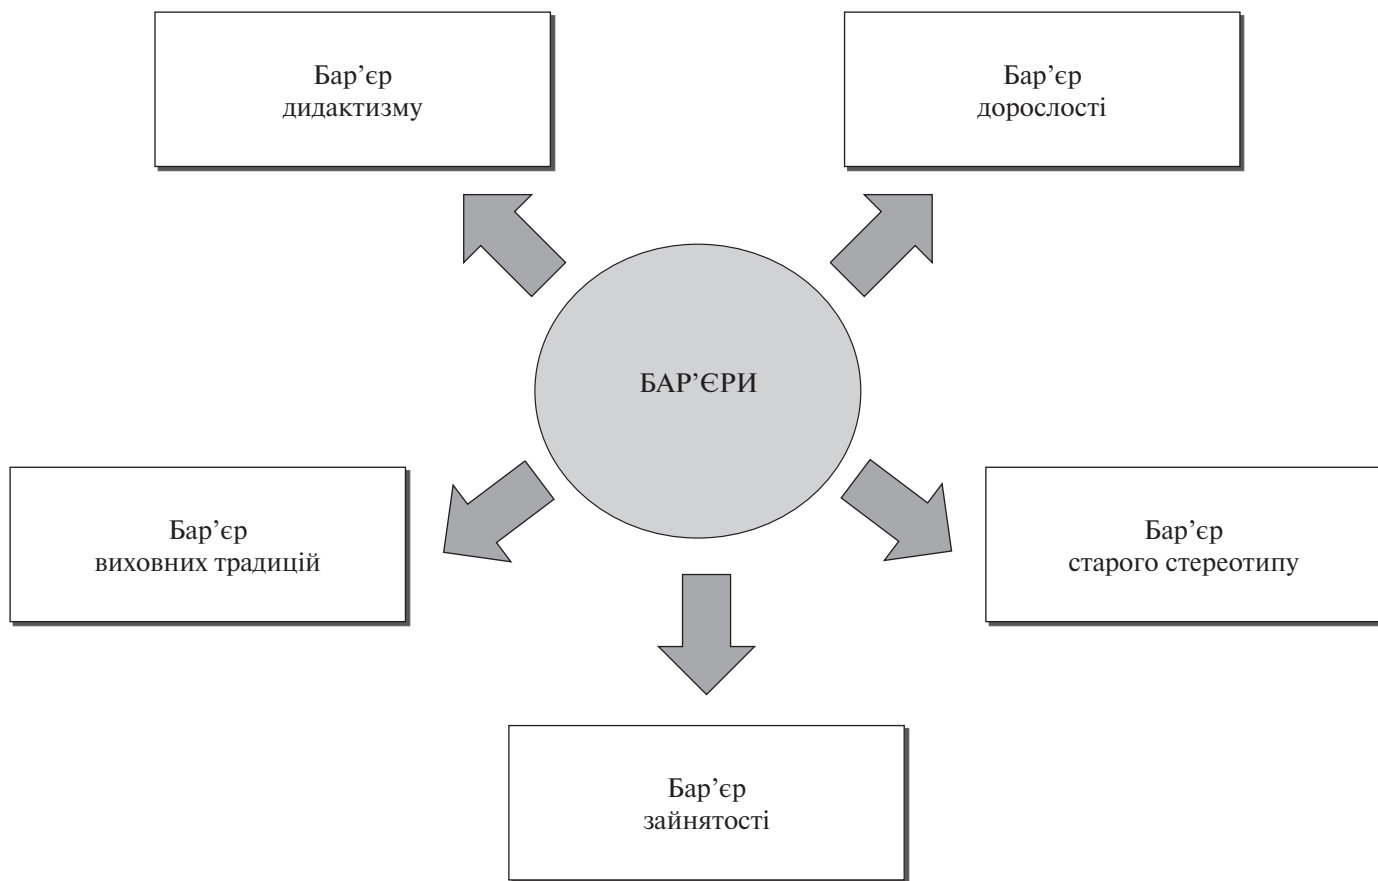 Бар’єр
дидактизму
Бар’єр
дорослості
БАР’ЄРИ
Бар’єр
виховних традицій
Бар’єр
старого стереотипу
Бар’єр
зайнятості